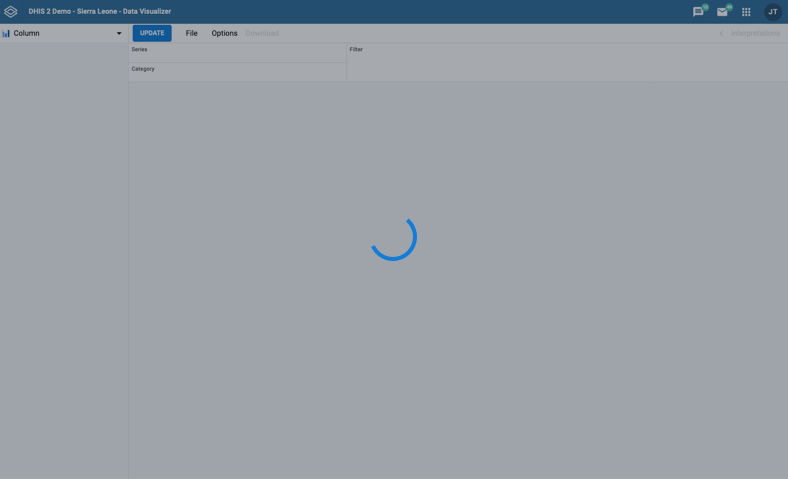 DHIS 2 Demo - Sierra Leone - Data Visualizer
JT
Column
UPDATE
File
Options
Download
Interpretations
Series
Filter
Category